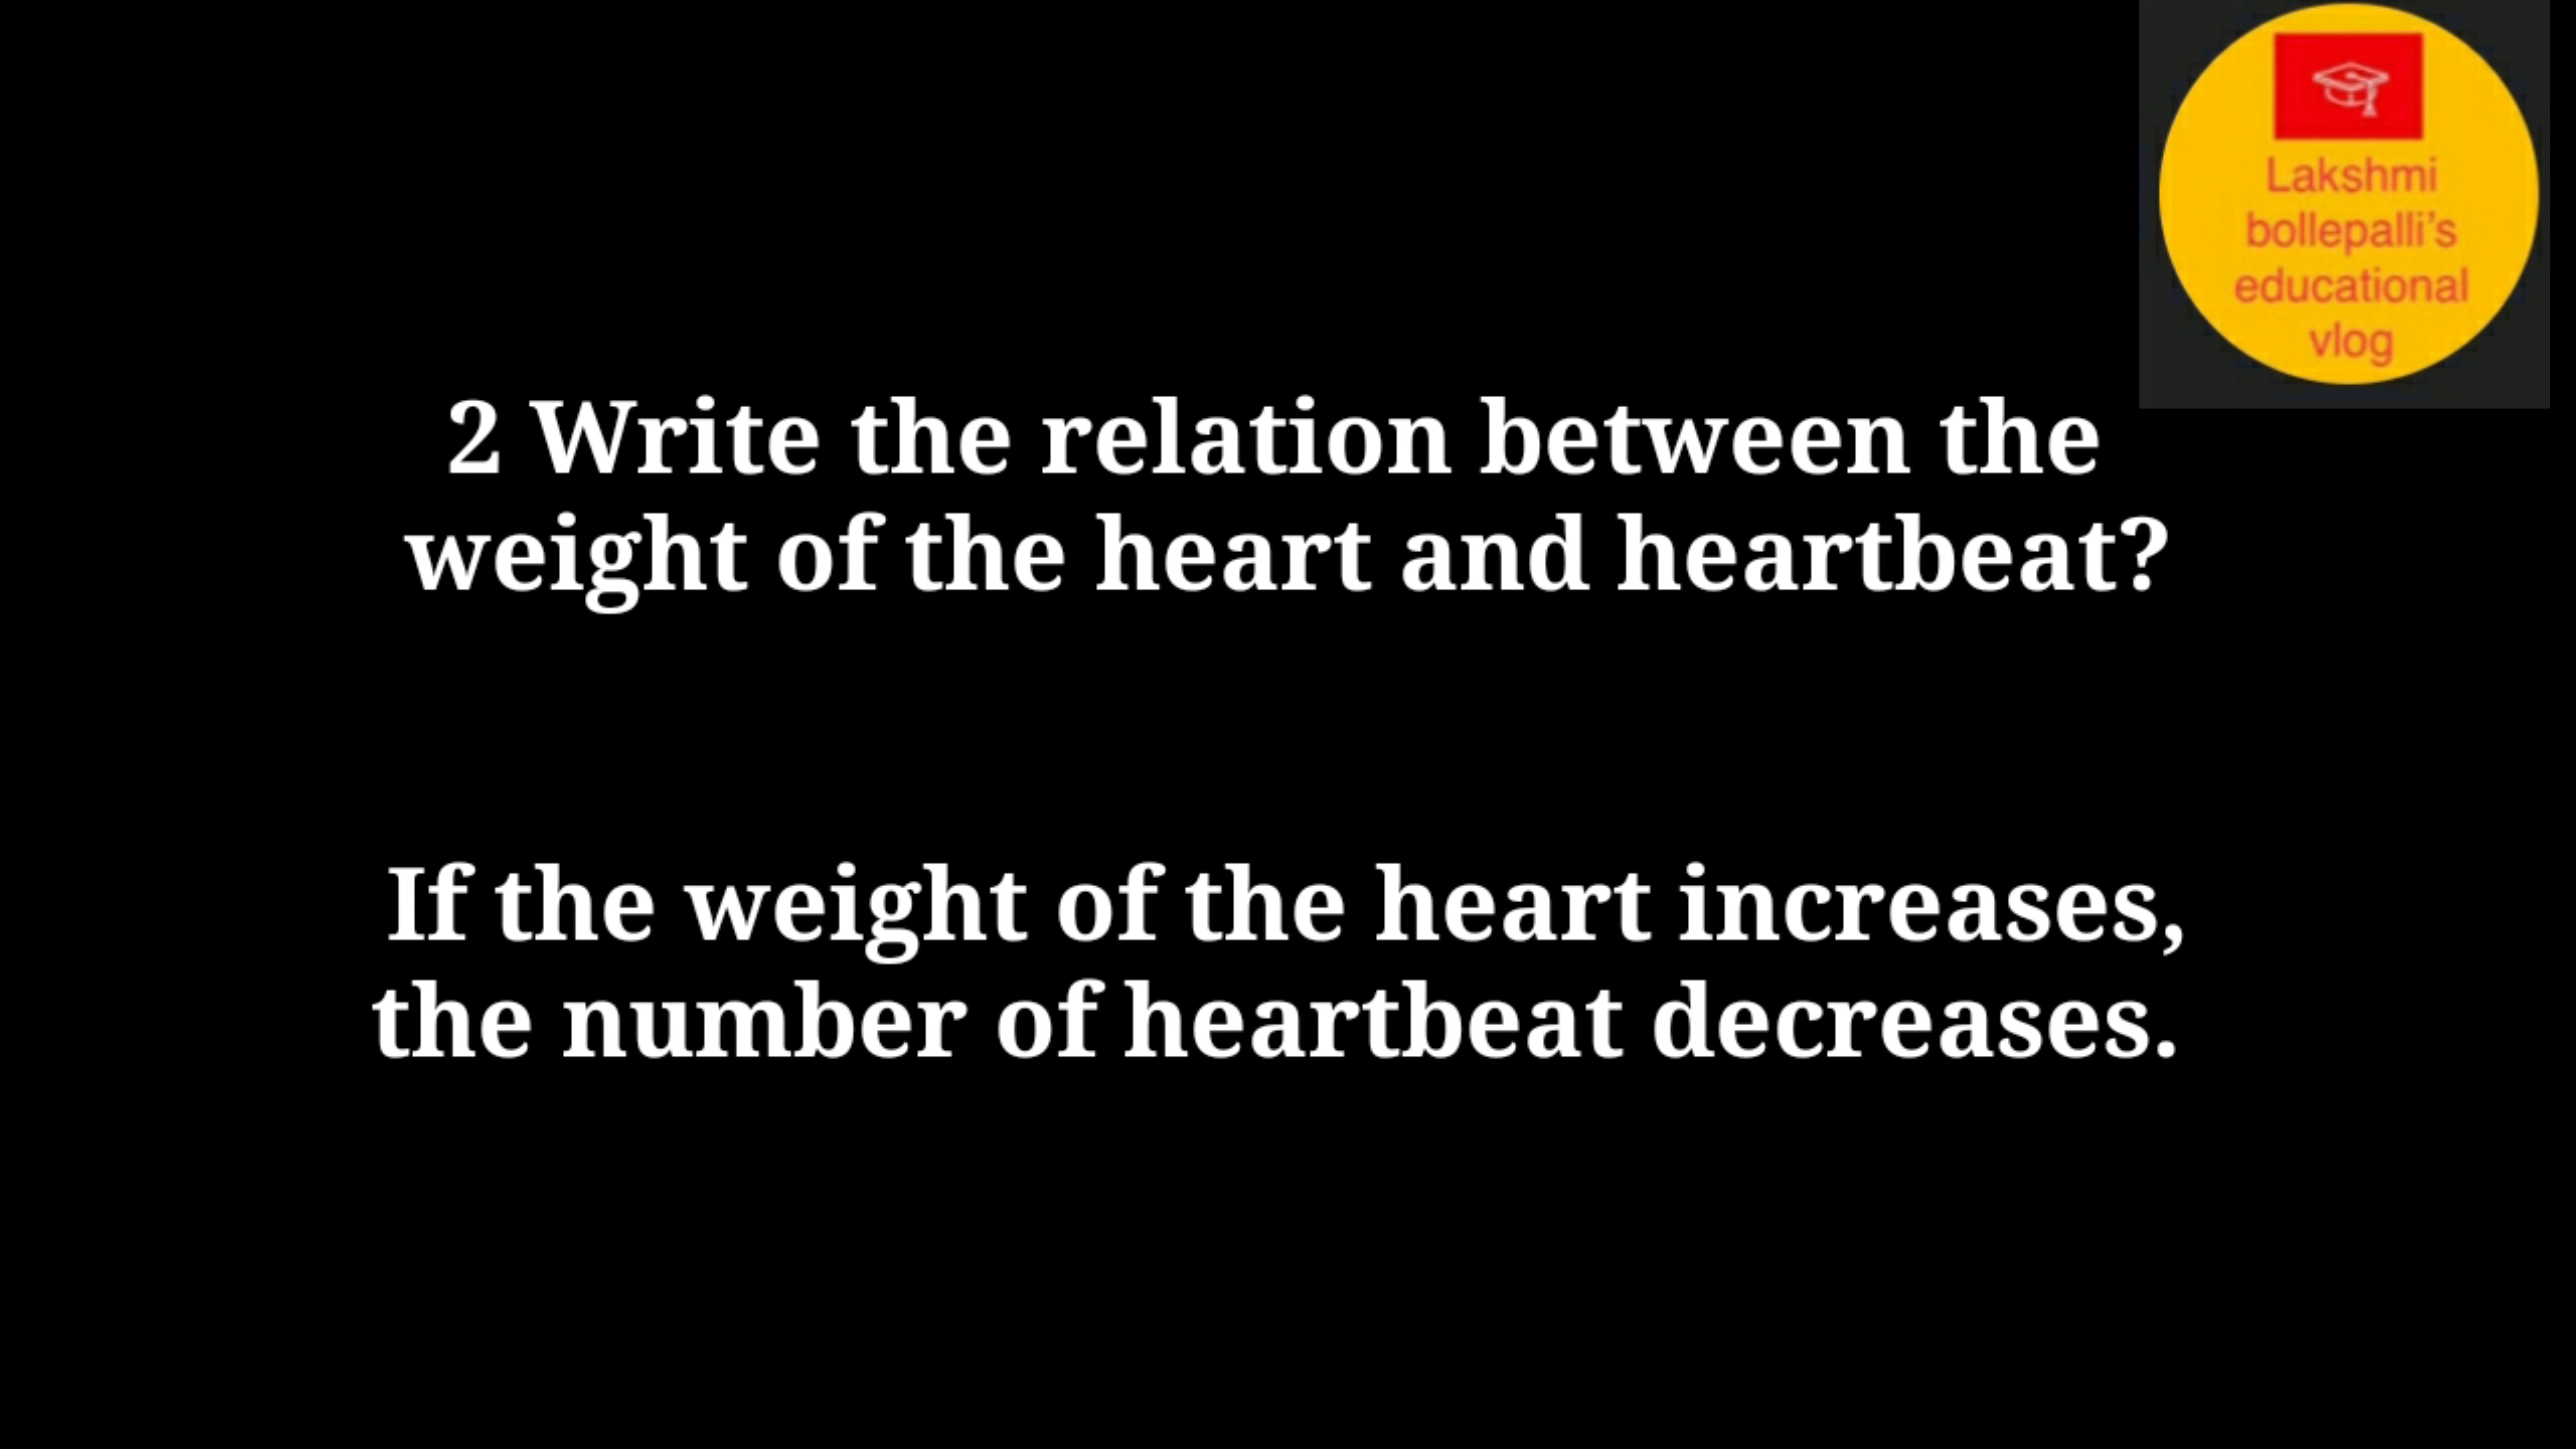 Lakshmi
bollepalli's
educational
vlog
2 Write the relation between the
weight of the heart and heartbeat?
If the weight of the heart increases,
the number of heartbeat decreases.